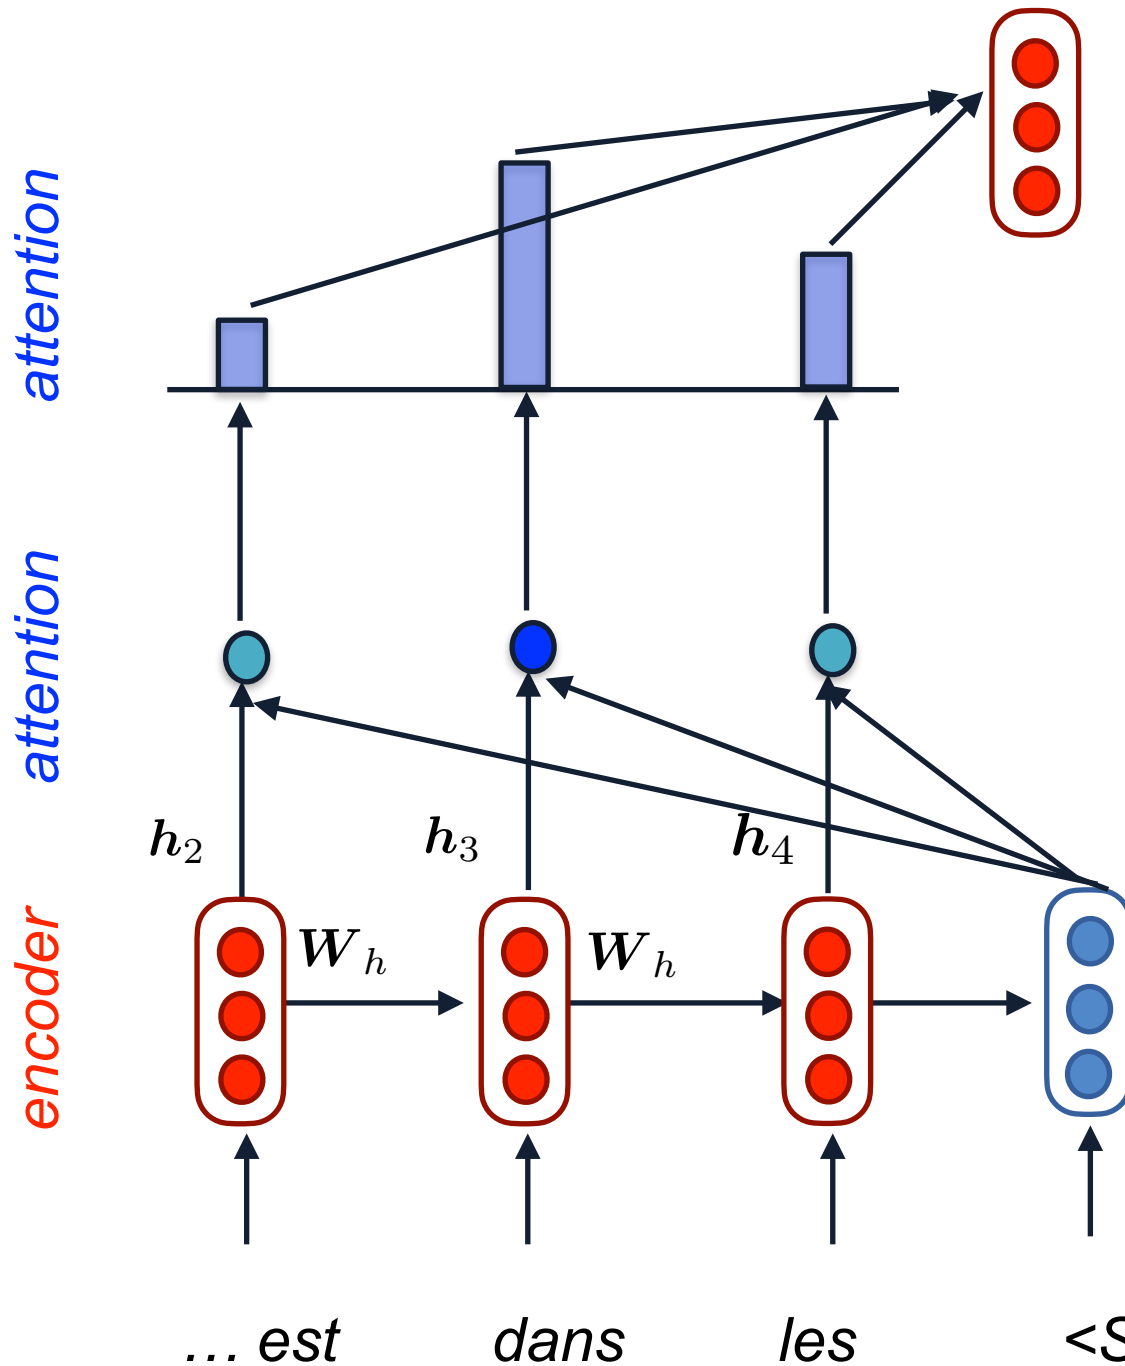 attention
attention
h2
h3
h4
encoder
Wh
Wh
... est
dans
les
<S